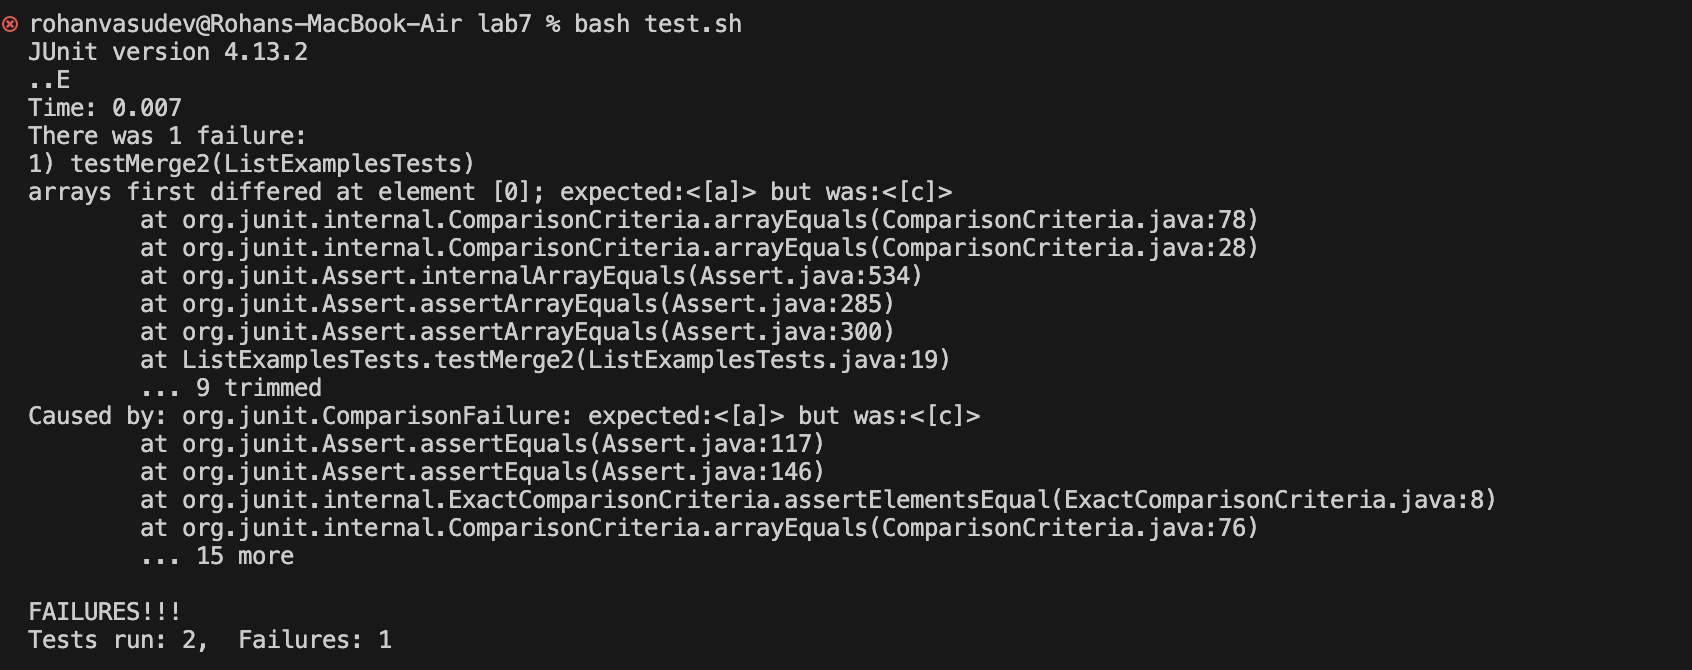 rohanvasudev@Rohans-MacBook-Air lab7 % bash test.sh
JUnit version 4.13.2
..E
Time: 0.007
There was 1 failure:
1) testMerge2(ListExamplesTests)
arrays first differed at element [0]; expected:<[a]> but was:<[c]>
        at org.junit.internal.ComparisonCriteria.arrayEquals(ComparisonCriteria.java:78)
        at org.junit.internal.ComparisonCriteria.arrayEquals(ComparisonCriteria.java:28)
        at org.junit.Assert.internalArrayEquals(Assert.java:534)
        at org.junit.Assert.assertArrayEquals(Assert.java:285)
        at org.junit.Assert.assertArrayEquals(Assert.java:300)
        at ListExamplesTests.testMerge2(ListExamplesTests.java:19)
        ... 9 trimmed
Caused by: org.junit.ComparisonFailure: expected:<[a]> but was:<[c]>
        at org.junit.Assert.assertEquals(Assert.java:117)
        at org.junit.Assert.assertEquals(Assert.java:146)
        at org.junit.internal.ExactComparisonCriteria.assertElementsEqual(ExactComparisonCriteria.java:8)
        at org.junit.internal.ComparisonCriteria.arrayEquals(ComparisonCriteria.java:76)
        ... 15 more

FAILURES!!!
Tests run: 2,  Failures: 1